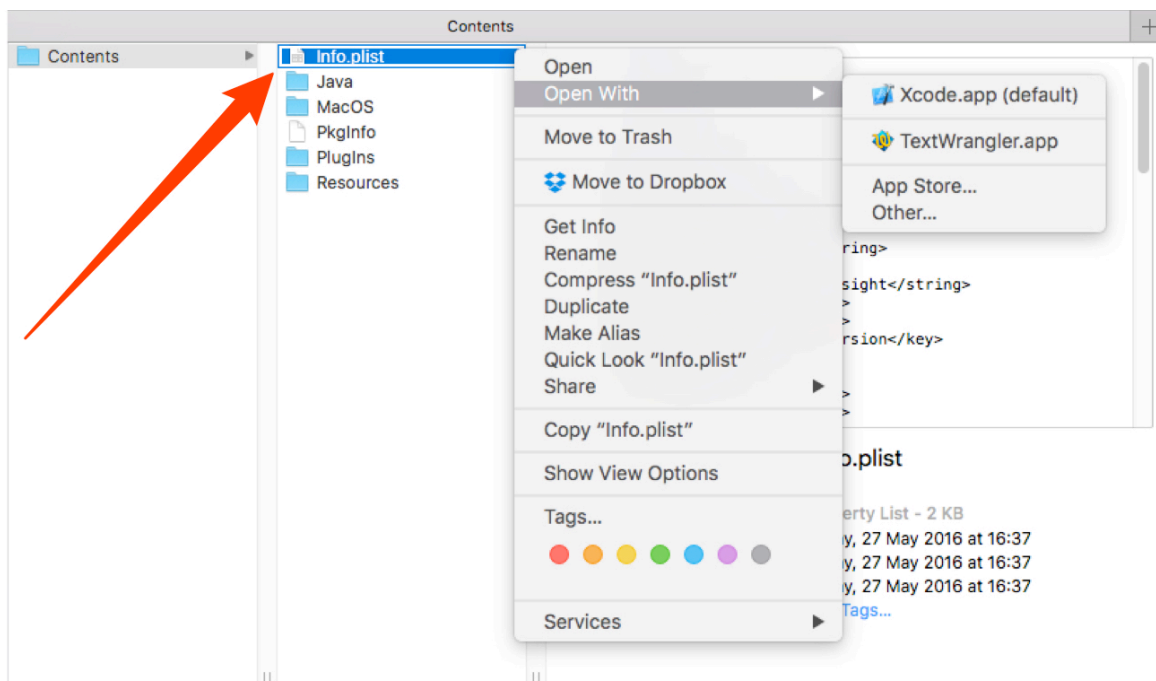 Contents
Contents
Info.plist
Java
MacOS
PkgInfo
PlugIns
Resources
Open
Open With
Move to Trash
Move to Dropbox
Get Info
Rename
Compress “Info.plist”
Duplicate
Make Alias
Quick Look “Info.plist”
Share
Copy “Info.plist”
Show View Options
Tags...
Services
Xcode.app (default)
TextWrangler.app
App Store...
Other...
ring>
sight</string>
>
>
rsion</key>
>
>
o.plist
erty List - 2 KB
y, 27 May 2016 at 16:37
y, 27 May 2016 at 16:37
y, 27 May 2016 at 16:37
Tags...